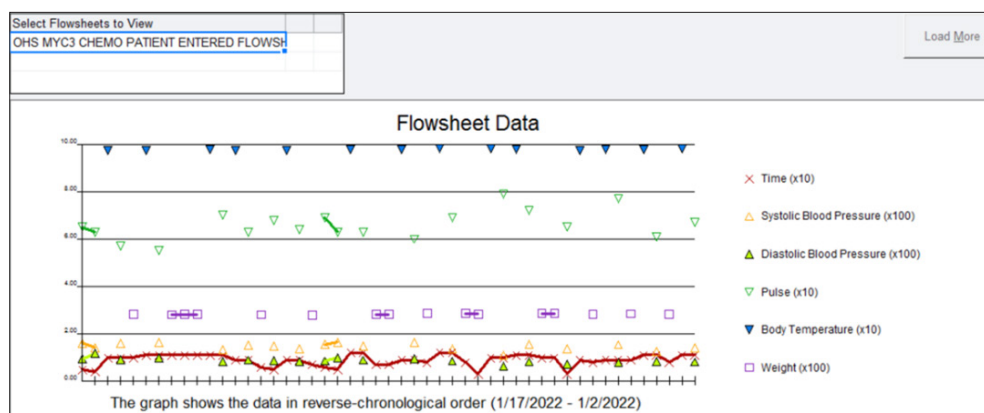 Select Flowsheets to View
OHS MYC3 CHEMO PATIENT ENTERED FLOWSH
Load More
Flowsheet Data
10.00
8.00
6.00
4.00
2.00
0.00
Time (x10)
Systolic Blood Pressure (x100)
Diastolic Blood Pressure (x100)
Pulse (x10)
Body Temperature (x10)
Weight (x100)
The graph shows the data in reverse-chronological order (1/17/2022 - 1/2/2022)